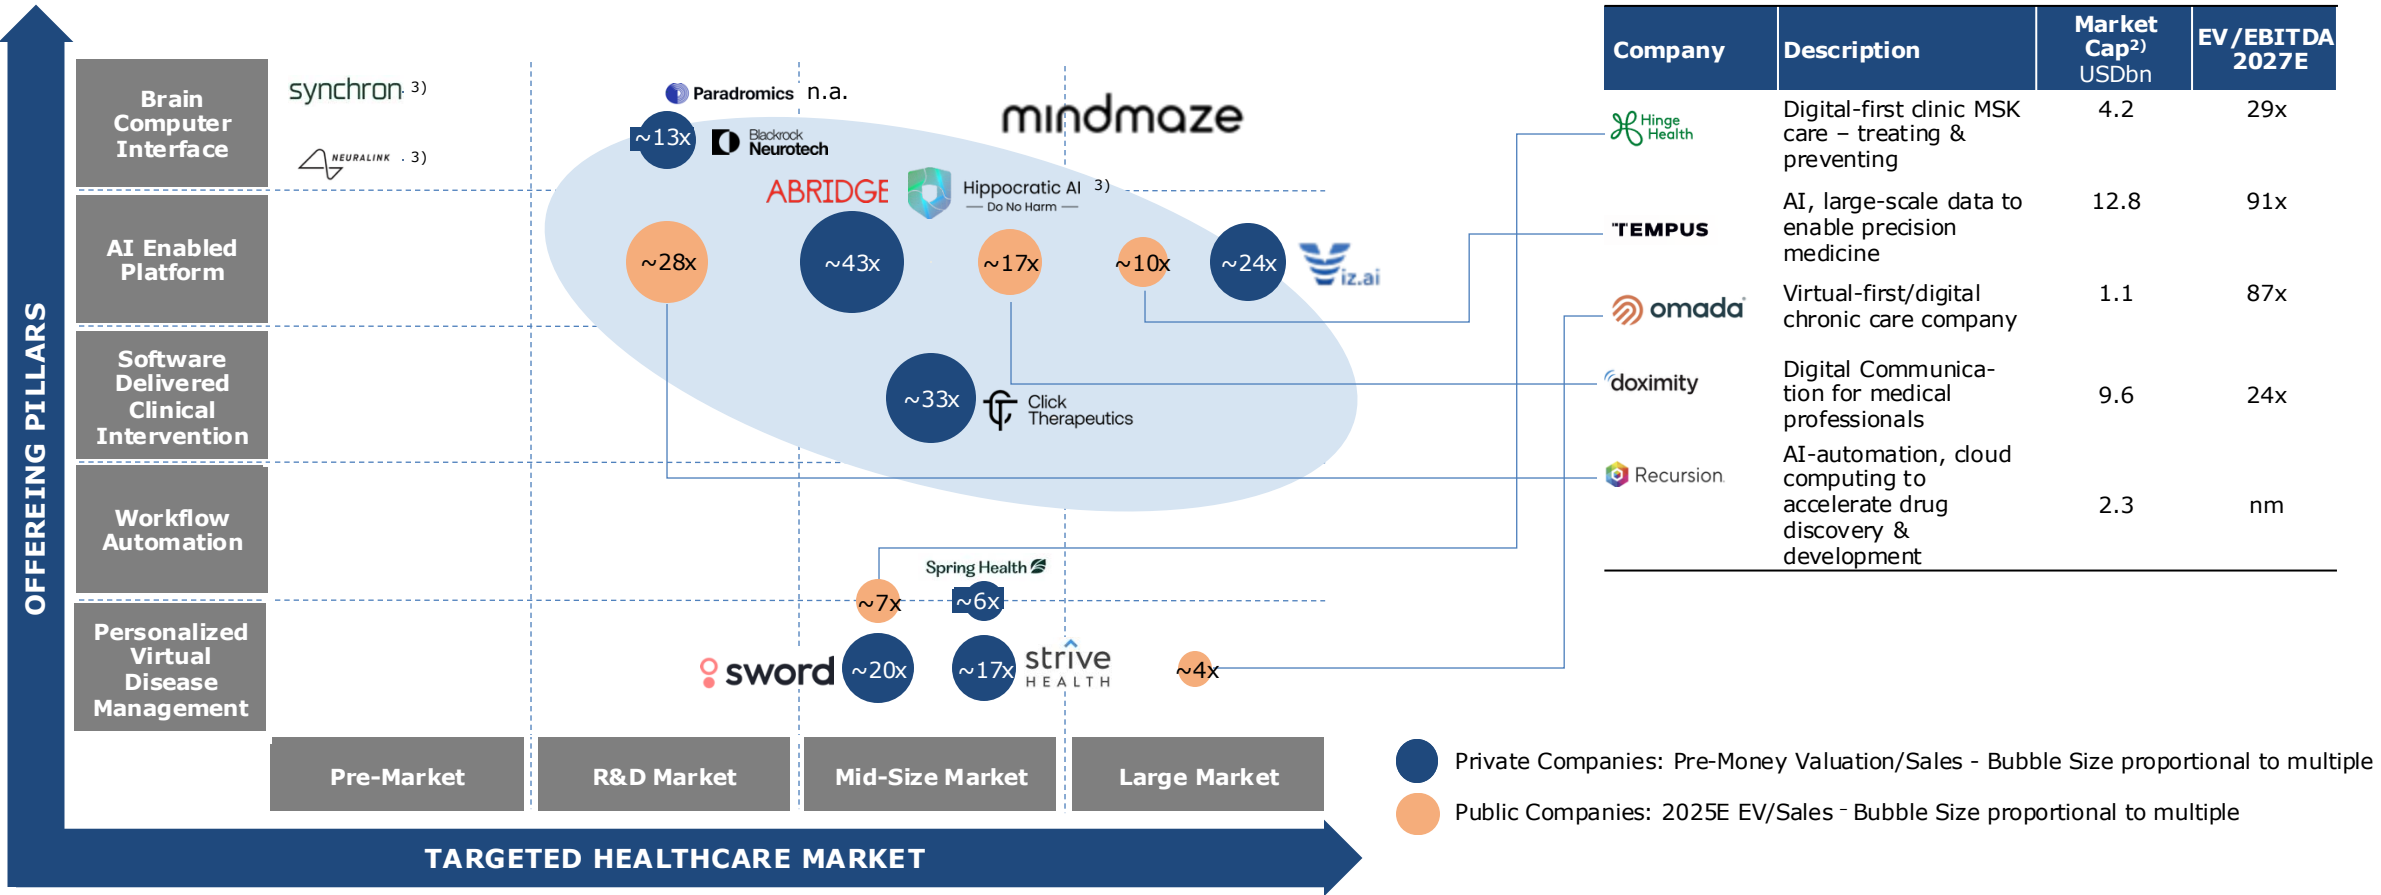 OFFEREING PILLARS
Brain
Computer
Interface
AI Enabled
Platform
Software
Delivered
Clinical
Intervention
Workflow
Automation
Personalized
Virtual
Disease
Management
synchron. 3)
NEURALINK . 3)
Paradromics n.a.
~13x
Blackrock
Neurotech
mindmaze
ABRIDGE
Hippocratic AI 3)
— Do No Harm —
~28x
~43x
~17x
~10x
~24x
Viz.ai
~33x
Click
Therapeutics
Spring Health
~7x
~6x
sword
~20x
~17x
strive
HEALTH
~4x
Pre-Market
R&D Market
Mid-Size Market
Large Market
TARGETED HEALTHCARE MARKET
Company
Description
Market
Cap2)
USDbn
EV/EBITDA
2027E
Hinge
Health
Digital-first clinic MSK
care – treating &
preventing
4.2
29x
TEMPUS
AI, large-scale data to
enable precision
medicine
12.8
91x
omada
Virtual-first/digital
chronic care company
1.1
87x
doximity
Digital Communica-
tion for medical
professionals
9.6
24x
Recursion
AI-automation, cloud
computing to
accelerate drug
discovery &
development
2.3
nm
Private Companies: Pre-Money Valuation/Sales - Bubble Size proportional to multiple
Public Companies: 2025E EV/Sales – Bubble Size proportional to multiple